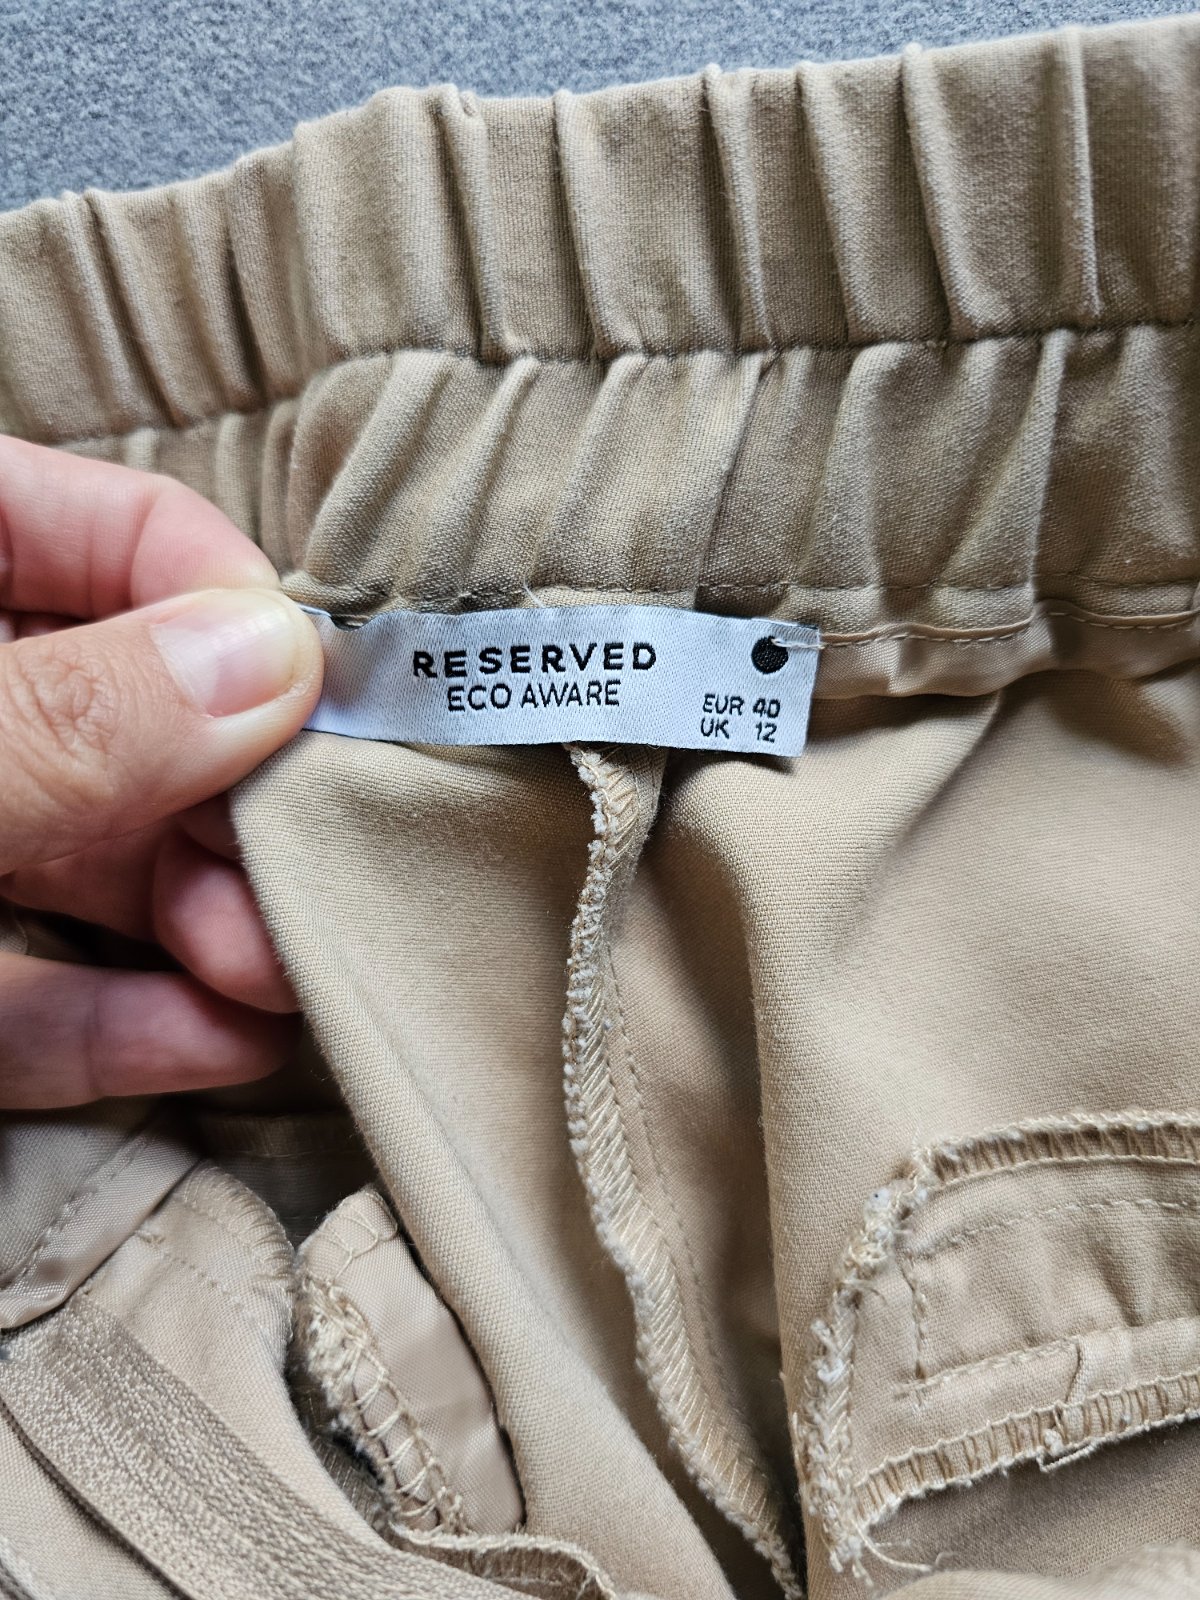 RESERVED
ECO AWARE
EUR 40
UK 12